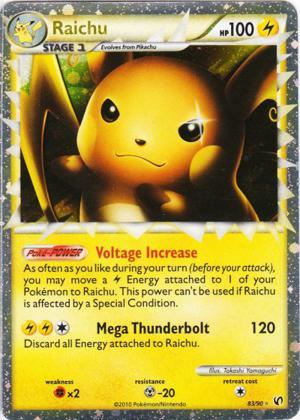 Raichu
HP100
STAGE 1 Evolves from Pikachu
Poké-POWER Voltage Increase
As often as you like during your turn (before your attack),
you may move a Energy attached to 1 of your
Pokémon to Raichu. This power can't be used if Raichu
is affected by a Special Condition.
Mega Thunderbolt 120
Discard all Energy attached to Raichu.
Illus. Takashi Yamaguchi
weakness resistance retreat cost
×2 -20
©2010 Pokémon/Nintendo 83/90